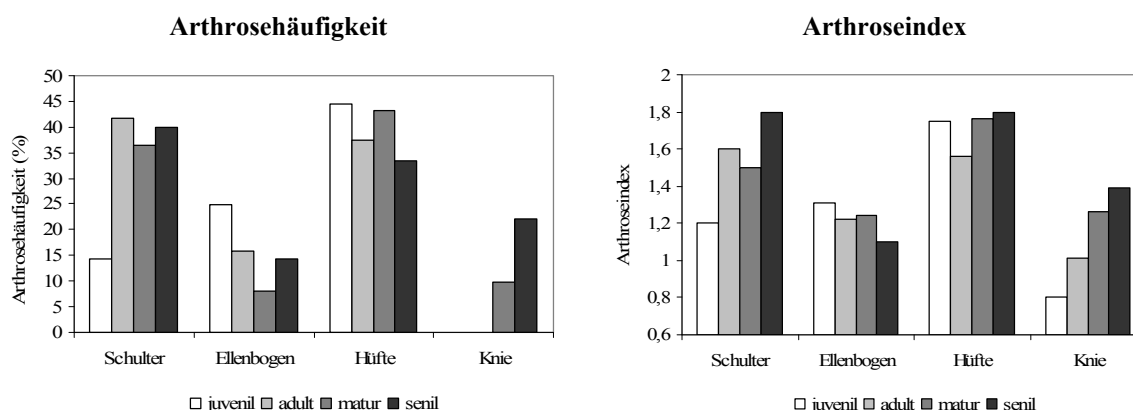 Arthrosehäufigkeit
50
45
40
35
30
25
20
15
10
5
0
Arthrosehäufigkeit (%)
Schulter Ellenbogen Hüfte Knie
juvenil adult matur senil
Arthroseindex
2
1,8
1,6
1,4
1,2
1
0,8
0,6
Arthroseindex
Schulter Ellenbogen Hüfte Knie
juvenil adult matur senil